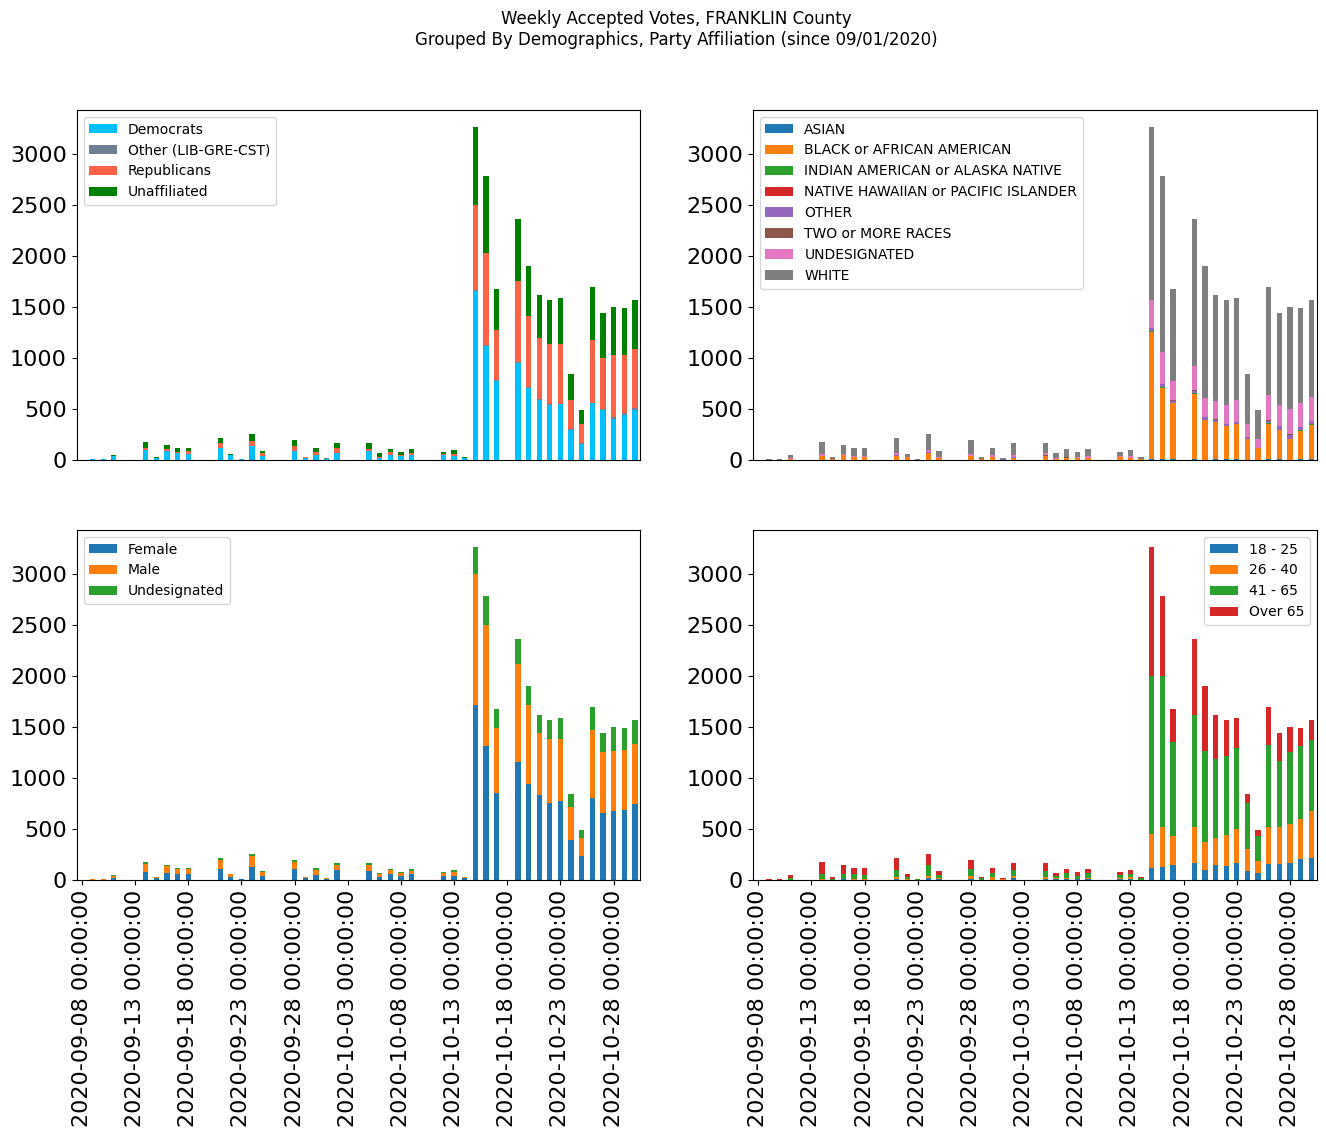 Weekly Accepted Votes, FRANKLIN County
Grouped By Demographics, Party Affiliation (since 09/01/2020)
Democrats
Other (LIB-GRE-CST)
Republicans
Unaffiliated
3000
2500
2000
1500
1000
500
0
ASIAN
BLACK or AFRICAN AMERICAN
INDIAN AMERICAN or ALASKA NATIVE
NATIVE HAWAIIAN or PACIFIC ISLANDER
OTHER
TWO or MORE RACES
UNDESIGNATED
WHITE
3000
2500
2000
1500
1000
500
0
Female
Male
Undesignated
3000
2500
2000
1500
1000
500
0
2020-09-08 00:00:00
2020-09-13 00:00:00
2020-09-18 00:00:00
2020-09-23 00:00:00
2020-09-28 00:00:00
2020-10-03 00:00:00
2020-10-08 00:00:00
2020-10-13 00:00:00
2020-10-18 00:00:00
2020-10-23 00:00:00
2020-10-28 00:00:00
18 - 25
26 - 40
41 - 65
Over 65
3000
2500
2000
1500
1000
500
0
2020-09-08 00:00:00
2020-09-13 00:00:00
2020-09-18 00:00:00
2020-09-23 00:00:00
2020-09-28 00:00:00
2020-10-03 00:00:00
2020-10-08 00:00:00
2020-10-13 00:00:00
2020-10-18 00:00:00
2020-10-23 00:00:00
2020-10-28 00:00:00